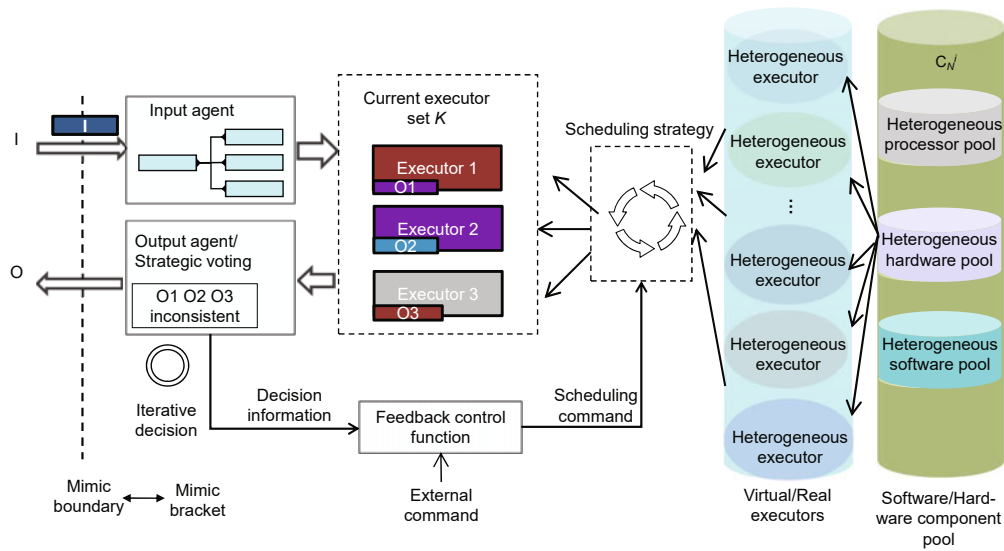 I
I
Input agent
O
Output agent/
Strategic voting
O1 O2 O3
inconsistent
Iterative
decision
Mimic
boundary
Mimic
bracket
Current executor
set K
Executor 1
O1
Executor 2
O2
Executor 3
O3
Decision
information
Feedback control
function
External
command
Scheduling
command
Scheduling strategy
Heterogeneous
executor
Heterogeneous
executor
...
Heterogeneous
executor
Heterogeneous
executor
Heterogeneous
executor
Virtual/Real
executors
C_N^j
Heterogeneous
processor pool
Heterogeneous
hardware pool
Heterogeneous
software pool
Software/Hard-
ware component
pool